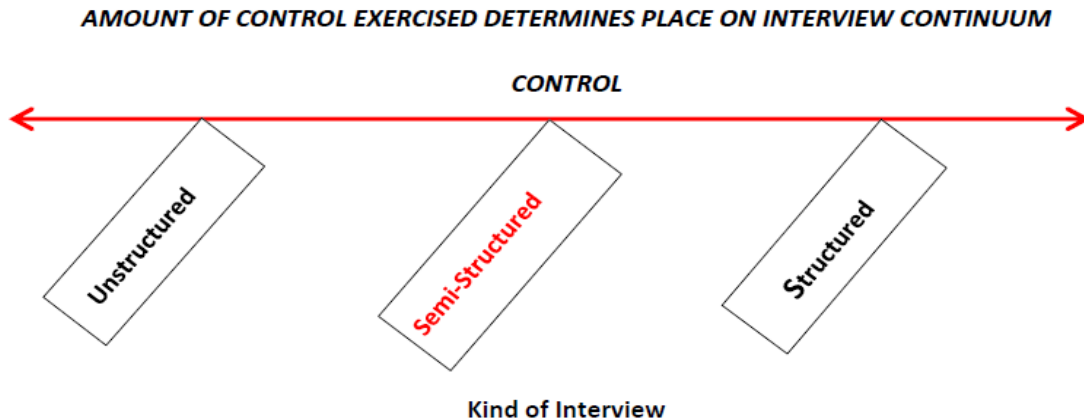 AMOUNT OF CONTROL EXERCISED DETERMINES PLACE ON INTERVIEW CONTINUUM
CONTROL
Unstructured
Semi-Structured
Structured
Kind of Interview